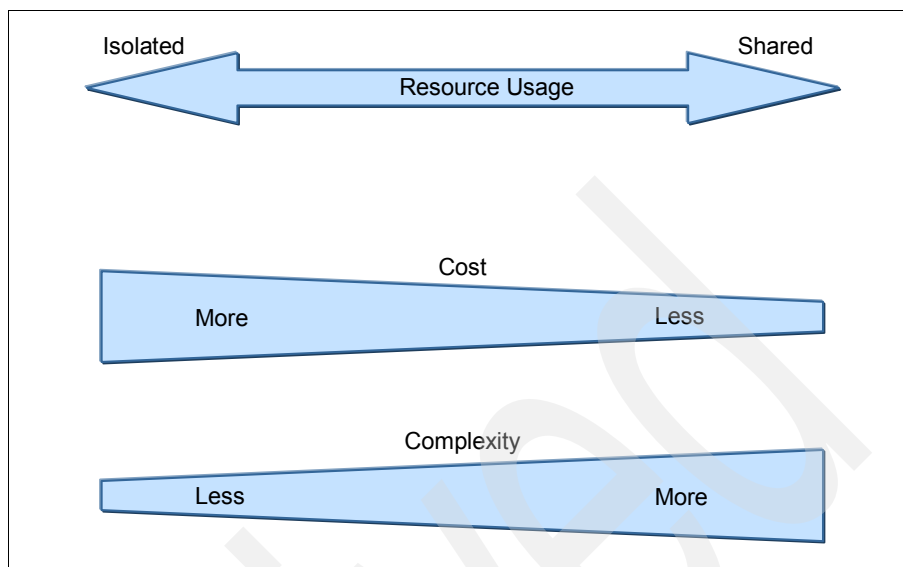 Isolated
Shared
Resource Usage
Cost
More
Less
Complexity
Less
More